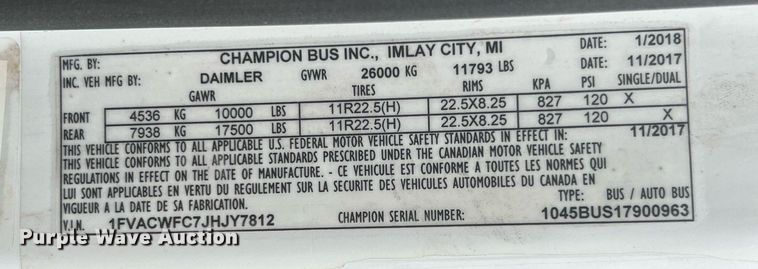 MFG. BY: CHAMPION BUS INC., IMLAY CITY, MI DATE: 1/2018
INC. VEH MFG BY: DAIMLER GVWR 26000 KG 11793 LBS DATE: 11/2017
GAWR TIRES RIMS KPA PSI SINGLE/DUAL
FRONT 4536 KG 10000 LBS 11R22.5(H) 22.5X8.25 827 120 X
REAR 7938 KG 17500 LBS 11R22.5(H) 22.5X8.25 827 120 X
THIS VEHICLE CONFORMS TO ALL APPLICABLE U.S. FEDERAL MOTOR VEHICLE SAFETY STANDARDS IN EFFECT IN: 11/2017
THIS VEHICLE CONFORMS TO ALL APPLICABLE STANDARDS PRESCRIBED UNDER THE CANADIAN MOTOR VEHICLE SAFETY
REGULATIONS IN EFFECT ON THE DATE OF MANUFACTURE. - CE VEHICULE EST CONFORME A TOUTES LES NORMES QUI
LUI SONT APPLICABLES EN VERTU DU REGULEMENT SUR LA SECURITE DES VEHICULES AUTOMOBILES DU CANADA EN
VIGUEUR A LA DATE DE SA FABRICATION. TYPE: BUS / AUTO BUS
V.I.N. 1FVACWFC7JHJY7812 CHAMPION SERIAL NUMBER: 1045BUS17900963
Purple Wave Auction